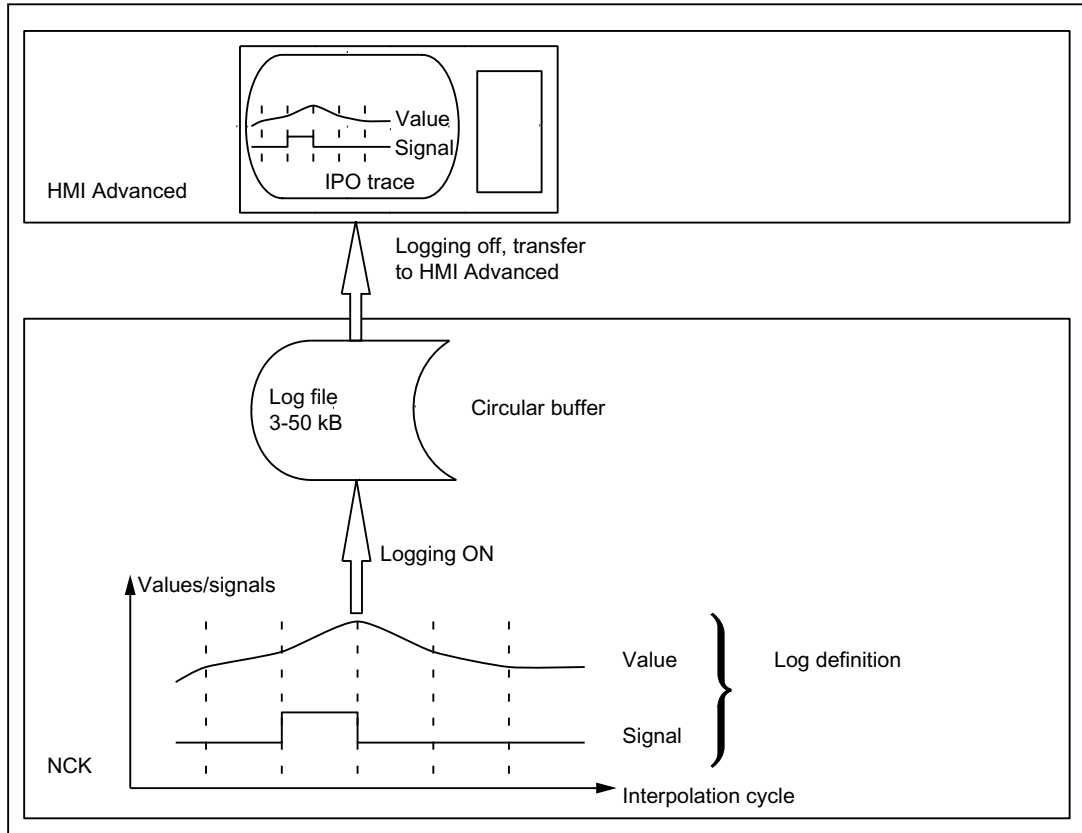 Value
Signal
IPO trace
HMI Advanced
Logging off, transfer
to HMI Advanced
Log file
3-50 kB
Circular buffer
Logging ON
Values/signals
Value
Log definition
Signal
NCK
Interpolation cycle